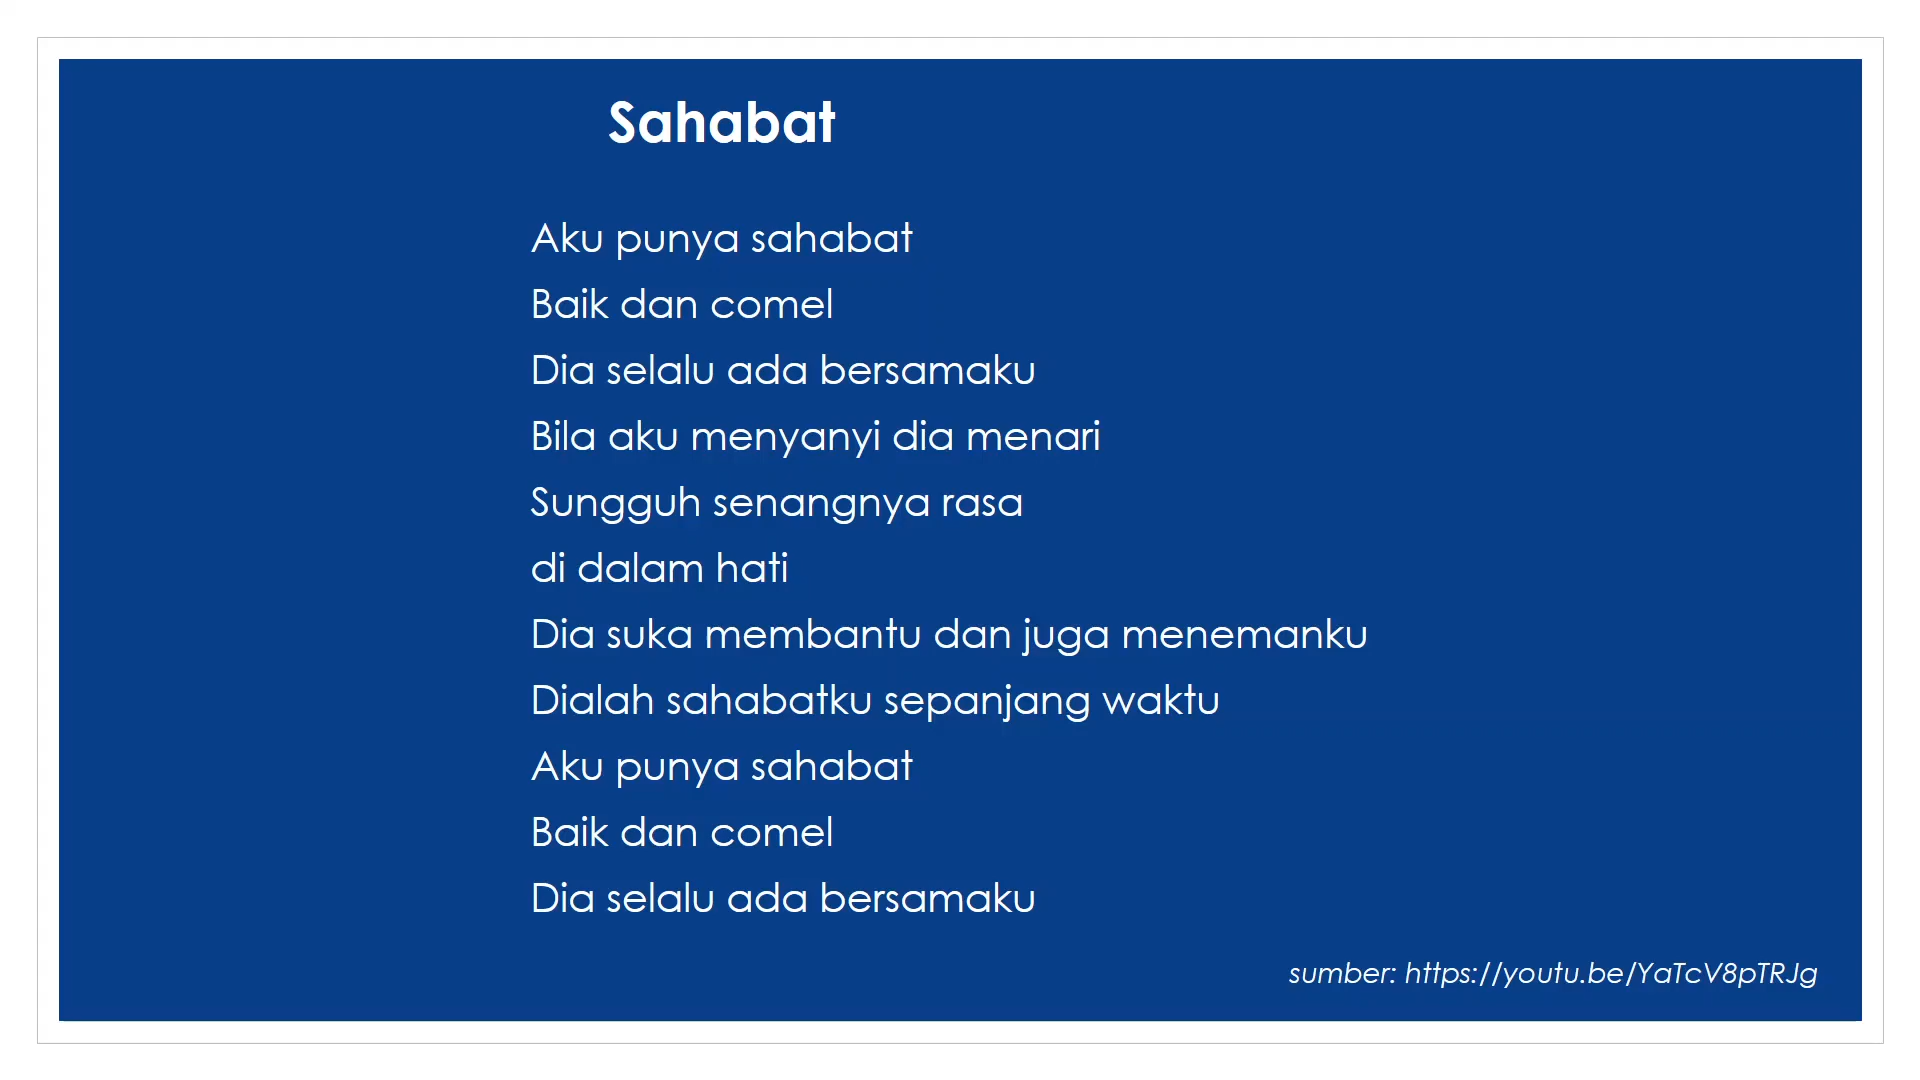 Sahabat
Aku punya sahabat
Baik dan comel
Dia selalu ada bersamaku
Bila aku menyanyi dia menari
Sungguh senangnya rasa
di dalam hati
Dia suka membantu dan juga menemanku
Dialah sahabatku sepanjang waktu
Aku punya sahabat
Baik dan comel
Dia selalu ada bersamaku
sumber: https://youtu.be/YaTcV8pTRJg